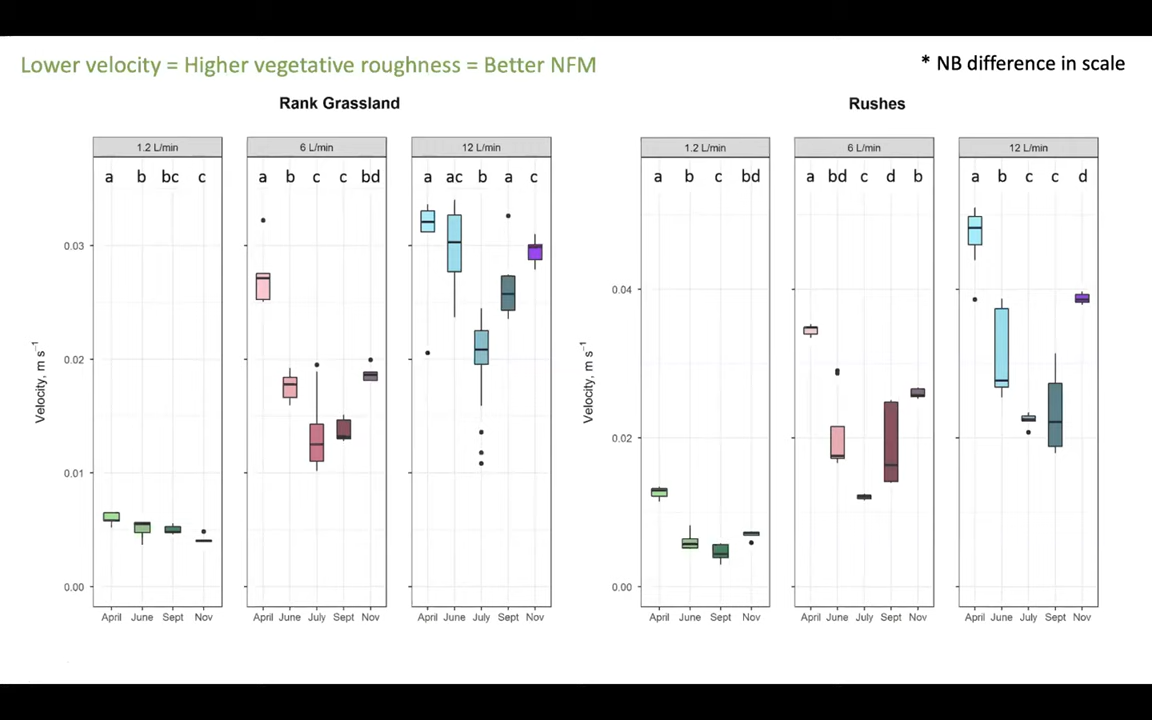 Lower velocity = Higher vegetative roughness = Better NFM
* NB difference in scale
Rank Grassland
1.2 L/min
6 L/min
12 L/min
a b bc c
a b c c bd
a ac b a c
0.03
0.02
0.01
0.00
Velocity, m s⁻¹
April June Sept Nov
April June July Sept Nov
April June July Sept Nov
Rushes
1.2 L/min
6 L/min
12 L/min
a b c bd
a bd c d b
a b c c d
0.04
0.02
0.00
Velocity, m s⁻¹
April June Sept Nov
April June July Sept Nov
April June July Sept Nov